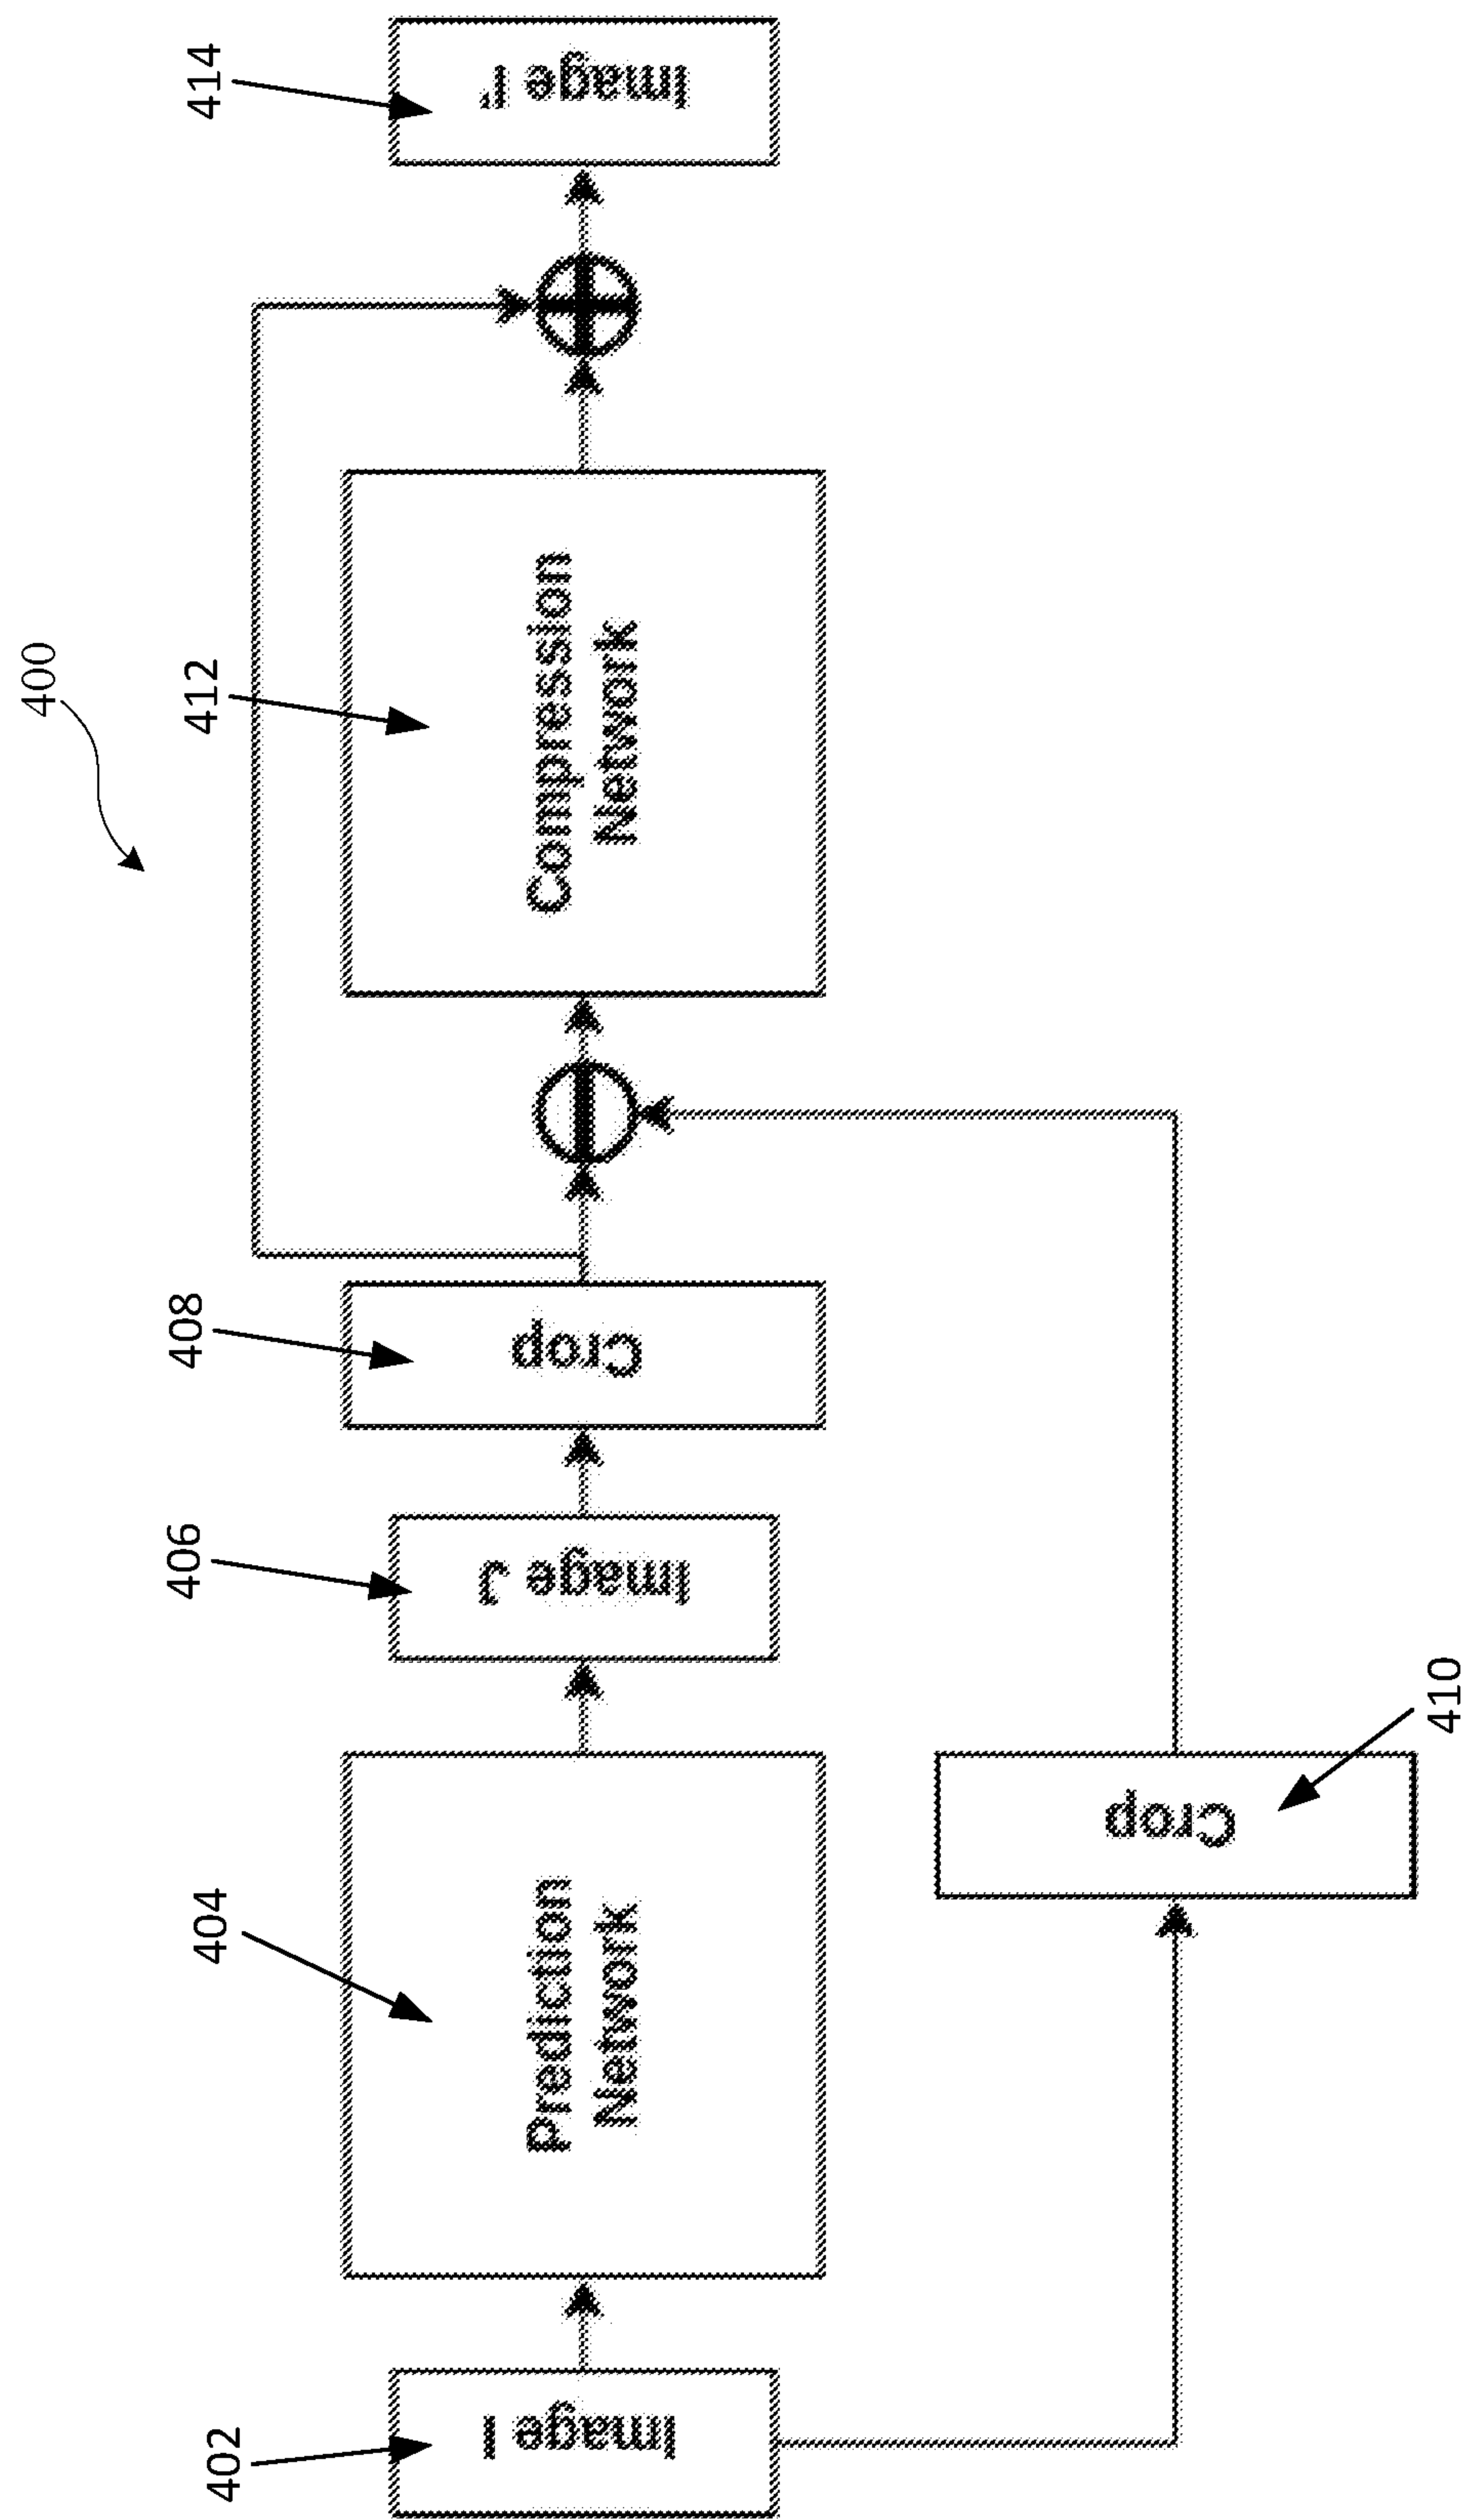 400
402
Image I
404
Prediction
Network
406
Image J
408
Crop
410
Crop
412
Compression
Network
414
Image I'